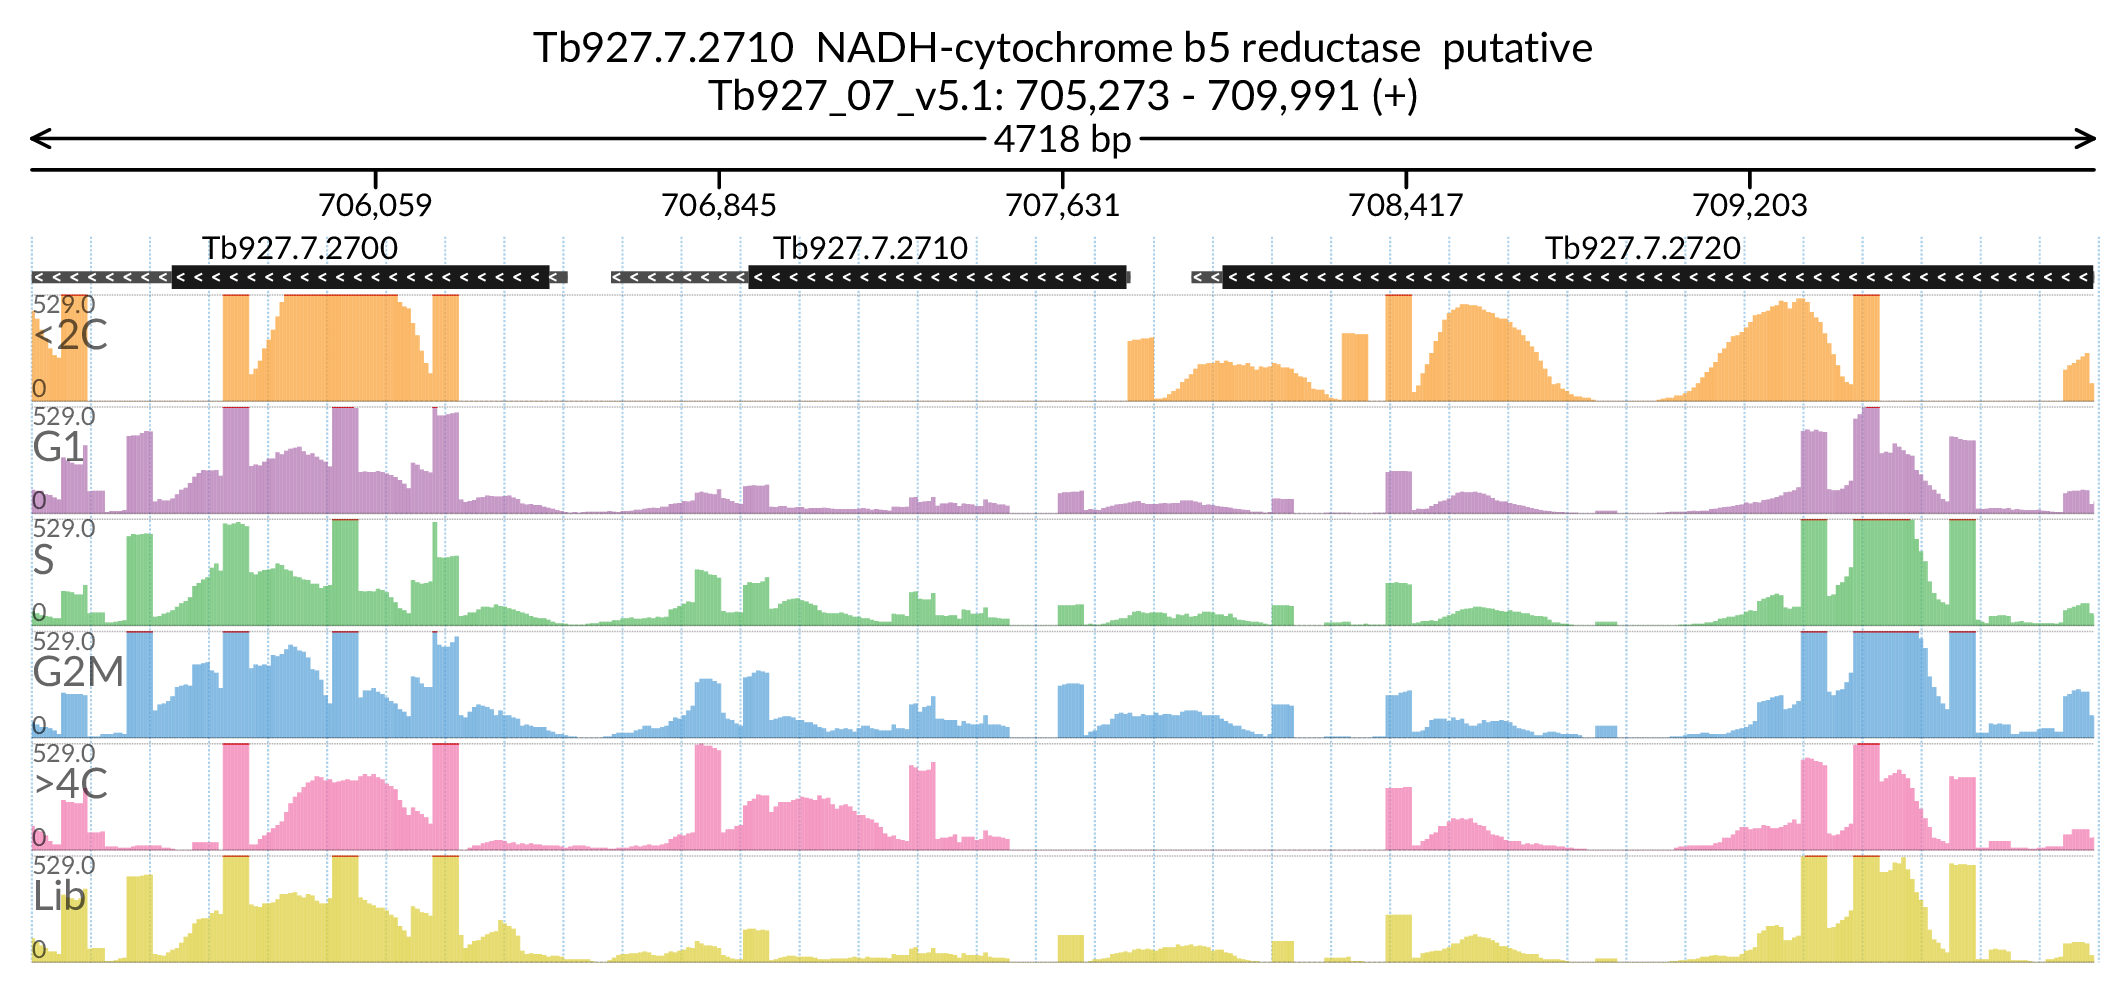 Tb927.7.2710  NADH-cytochrome b5 reductase  putative
Tb927_07_v5.1: 705,273 - 709,991 (+)
4718 bp
706,059 706,845 707,631 708,417 709,203
Tb927.7.2700 Tb927.7.2710 Tb927.7.2720
529.0
<2C
0
529.0
G1
0
529.0
S
0
529.0
G2M
0
529.0
>4C
0
529.0
Lib
0